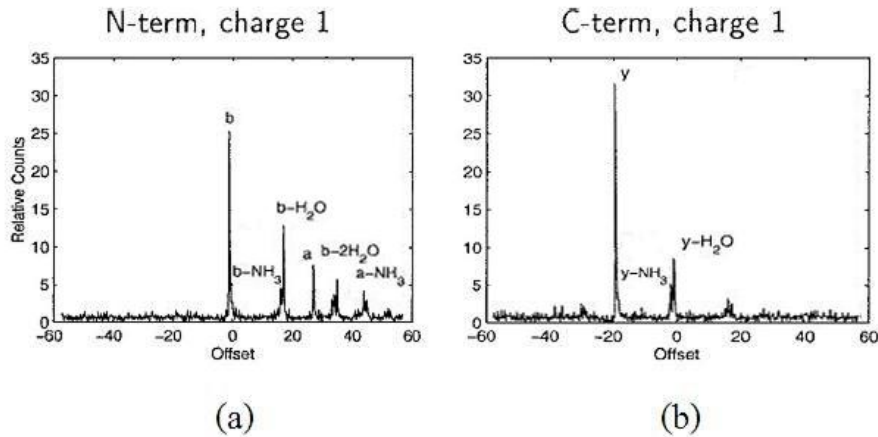 N-term, charge 1
35
30
25
20
15
10
5
0
Relative Counts
b
b-H₂O
b-NH₃
a
b-2H₂O
a-NH₃
-60
-40
-20
0
20
40
60
Offset
(a)
C-term, charge 1
35
30
25
20
15
10
5
0
y
y-H₂O
y-NH₃
-60
-40
-20
0
20
40
60
Offset
(b)